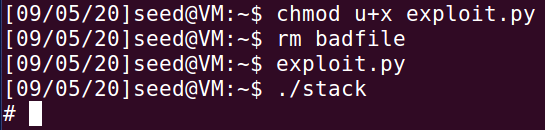 [09/05/20]seed@VM:~$ chmod u+x exploit.py
[09/05/20]seed@VM:~$ rm badfile
[09/05/20]seed@VM:~$ exploit.py
[09/05/20]seed@VM:~$ ./stack
#